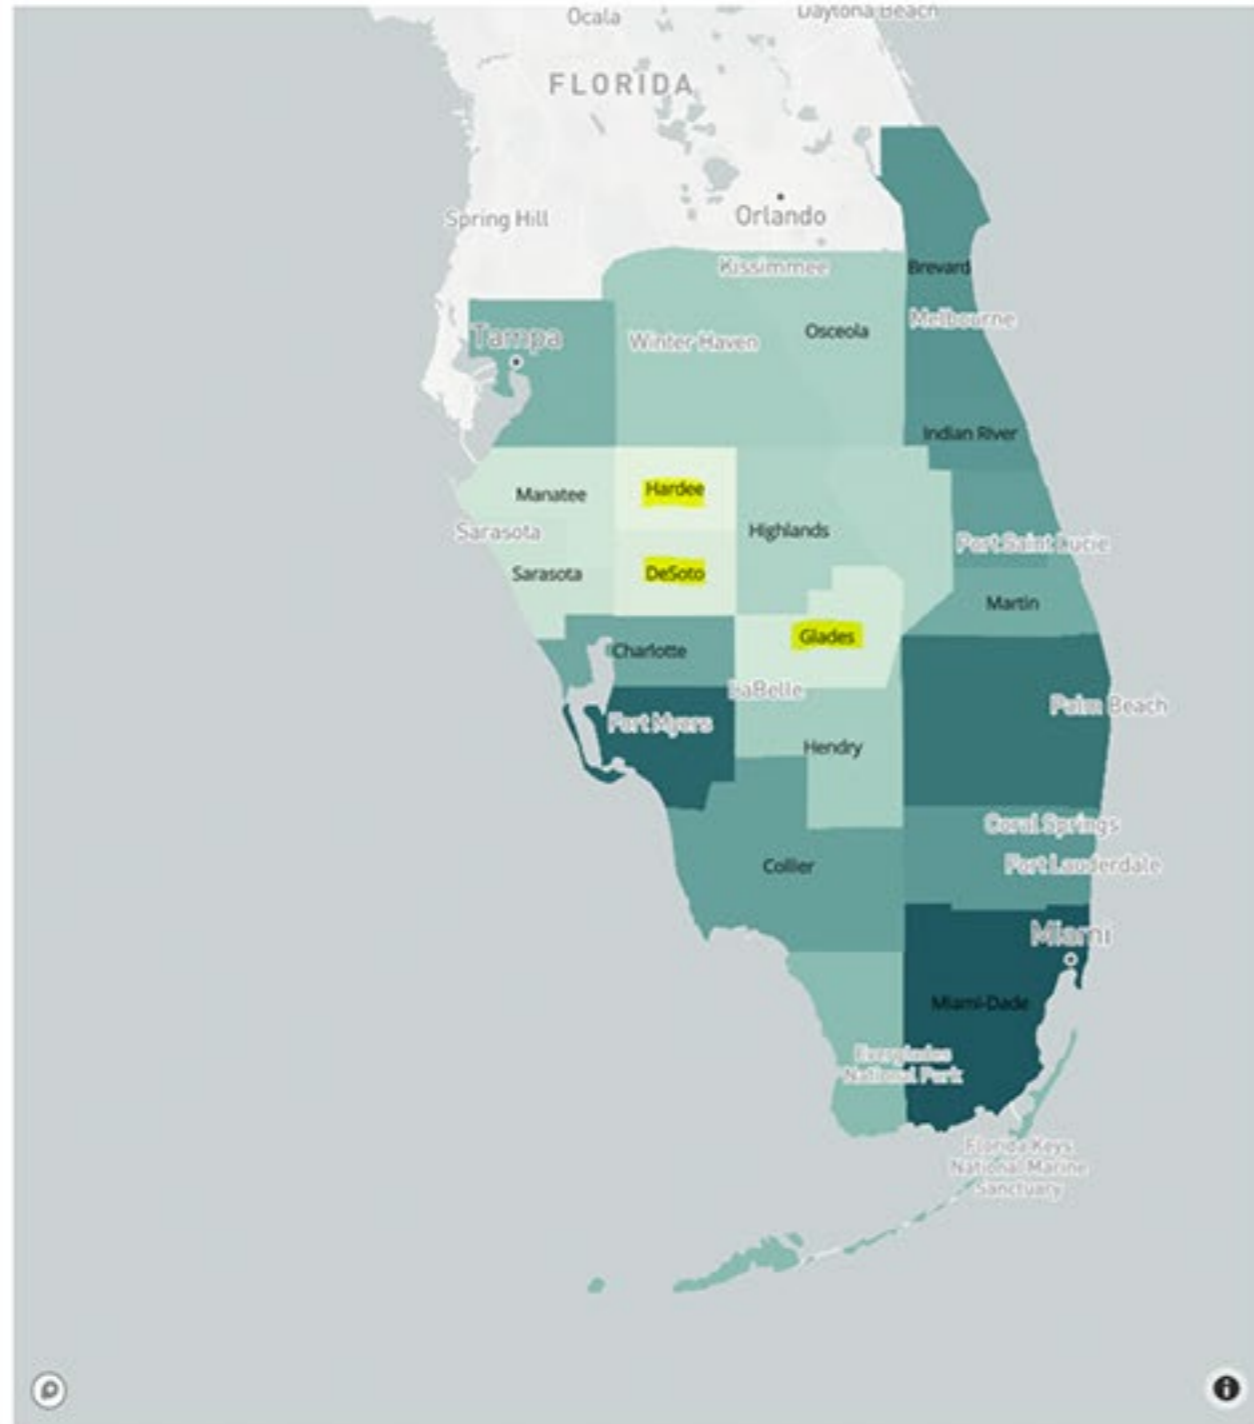 Ocala
Daytona Beach
FLORIDA
Spring Hill
Orlando
Kissimmee
Brevard
Melbourne
Osceola
Tampa
Winter Haven
Indian River
Manatee
Hardee
Sarasota
Highlands
Port Saint Lucie
Sarasota
DeSoto
Martin
Glades
Charlotte
LaBelle
Palm Beach
Fort Myers
Hendry
Coral Springs
Fort Lauderdale
Collier
Miami
Miami-Dade
Everglades
National Park
Florida Keys
National Marine
Sanctuary